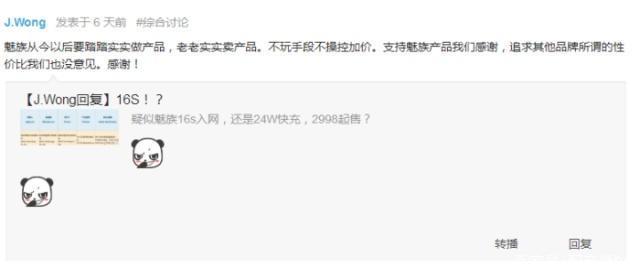 J.Wong 发表于 6 天前 #综合讨论
魅族从今以后要踏踏实实做产品，老老实实卖产品。不玩手段不操控加价。支持魅族产品我们感谢，追求其他品牌所谓的性
价比我们也没意见。感谢！
【J.Wong回复】16S！？
疑似魅族16s入网，还是24W快充，2998起售？
转播 回复